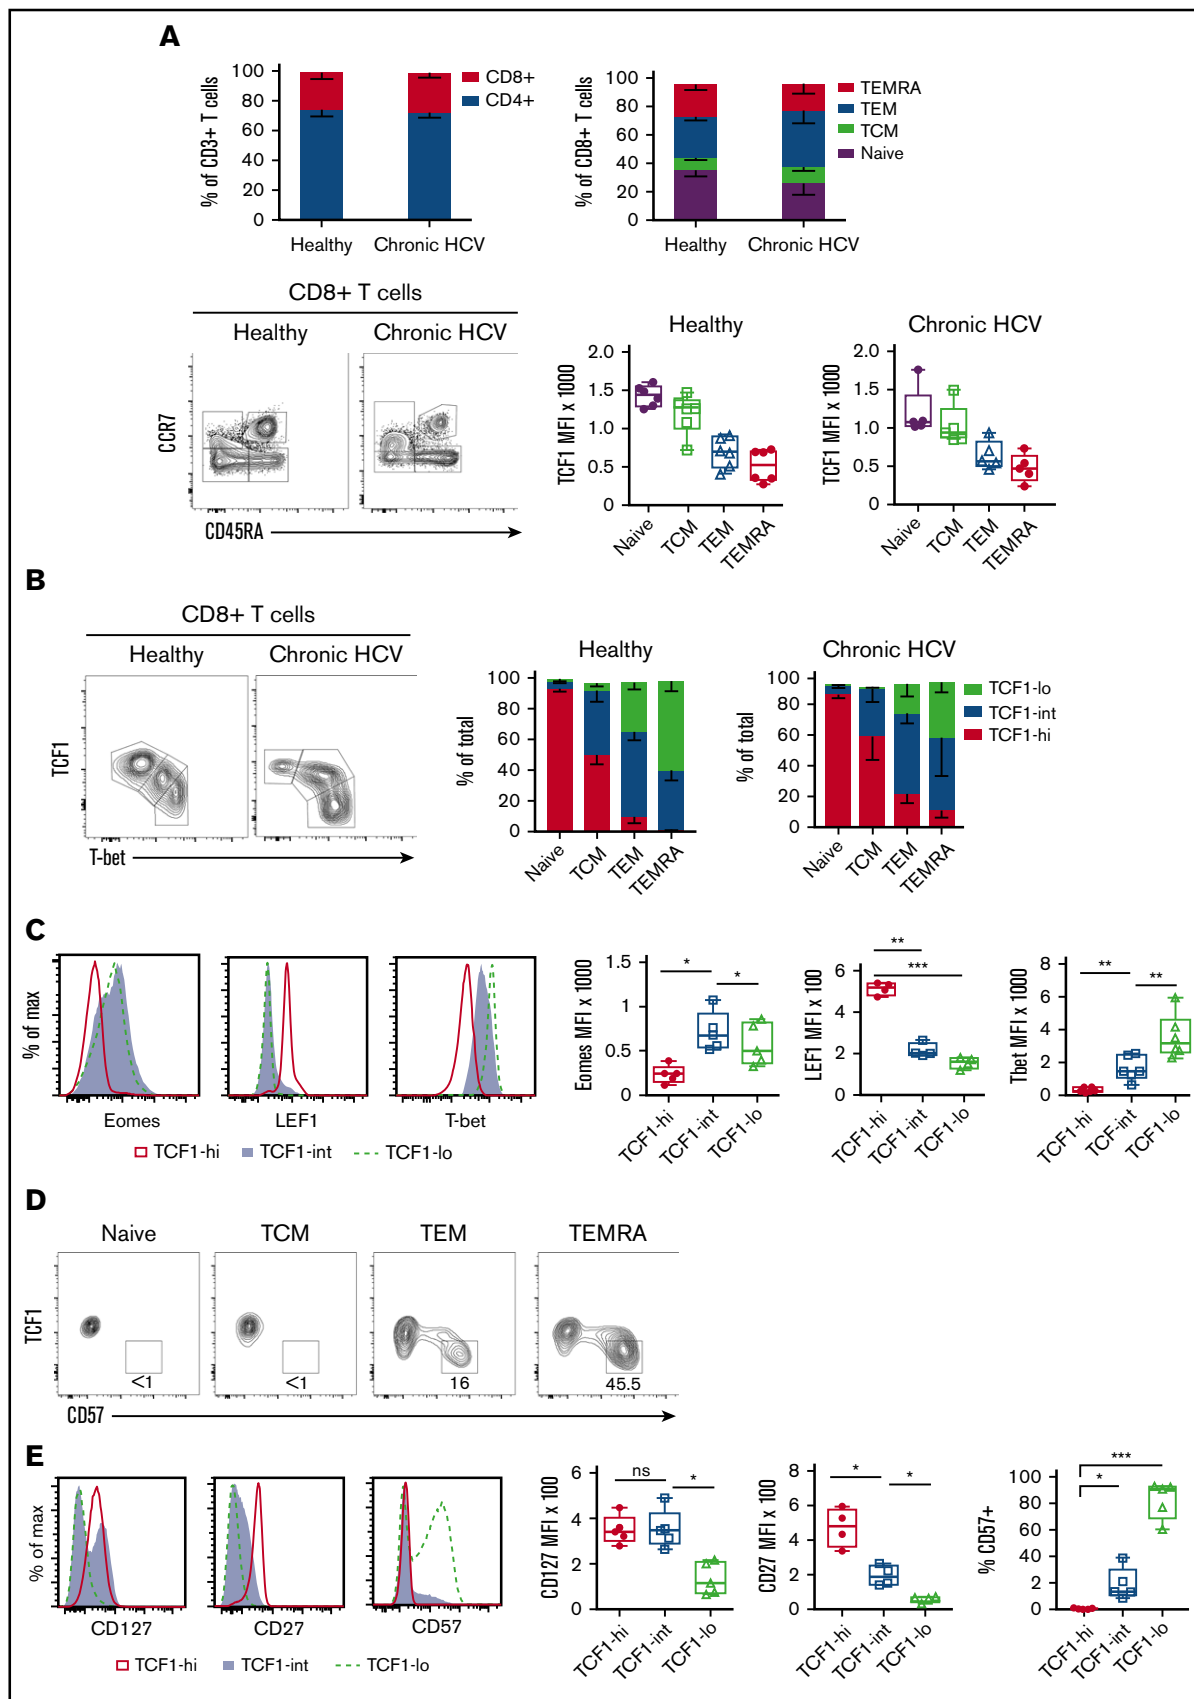 A
% of CD3+ T cells
100
80
60
40
20
0
Healthy
Chronic HCV
CD8+
CD4+
% of CD8+ T cells
100
80
60
40
20
0
Healthy
Chronic HCV
TEMRA
TEM
TCM
Naive
CD8+ T cells
Healthy
Chronic HCV
CCR7
CD45RA
Healthy
TCF1 MFI x 1000
2.0
1.5
1.0
0.5
0
Naive
TCM
TEM
TEMRA
Chronic HCV
TCF1 MFI x 1000
2.0
1.5
1.0
0.5
0
Naive
TCM
TEM
TEMRA
B
CD8+ T cells
Healthy
Chronic HCV
TCF1
T-bet
Healthy
% of total
100
80
60
40
20
0
Naive
TCM
TEM
TEMRA
Chronic HCV
% of total
100
80
60
40
20
0
Naive
TCM
TEM
TEMRA
TCF1-lo
TCF1-int
TCF1-hi
C
% of max
Eomes
LEF1
T-bet
TCF1-hi
TCF1-int
TCF1-lo
Eomes MFI x 1000
1.5
1
0.5
0
*
*
TCF1-hi
TCF1-int
TCF1-lo
LEF1 MFI x 100
6
4
2
0
**
***
TCF1-hi
TCF1-int
TCF1-lo
Tbet MFI x 1000
8
6
4
2
0
**
**
TCF1-hi
TCF-int
TCF1-lo
D
Naive
TCM
TEM
TEMRA
TCF1
<1
<1
16
45.5
CD57
E
% of max
CD127
CD27
CD57
TCF1-hi
TCF1-int
TCF1-lo
CD127 MFI x 100
6
4
2
0
ns
*
TCF1-hi
TCF1-int
TCF1-lo
CD27 MFI x 100
8
6
4
2
0
*
*
TCF1-hi
TCF1-int
TCF1-lo
% CD57+
100
80
60
40
2
0
***
*
TCF1-hi
TCF1-int
TCF1-lo